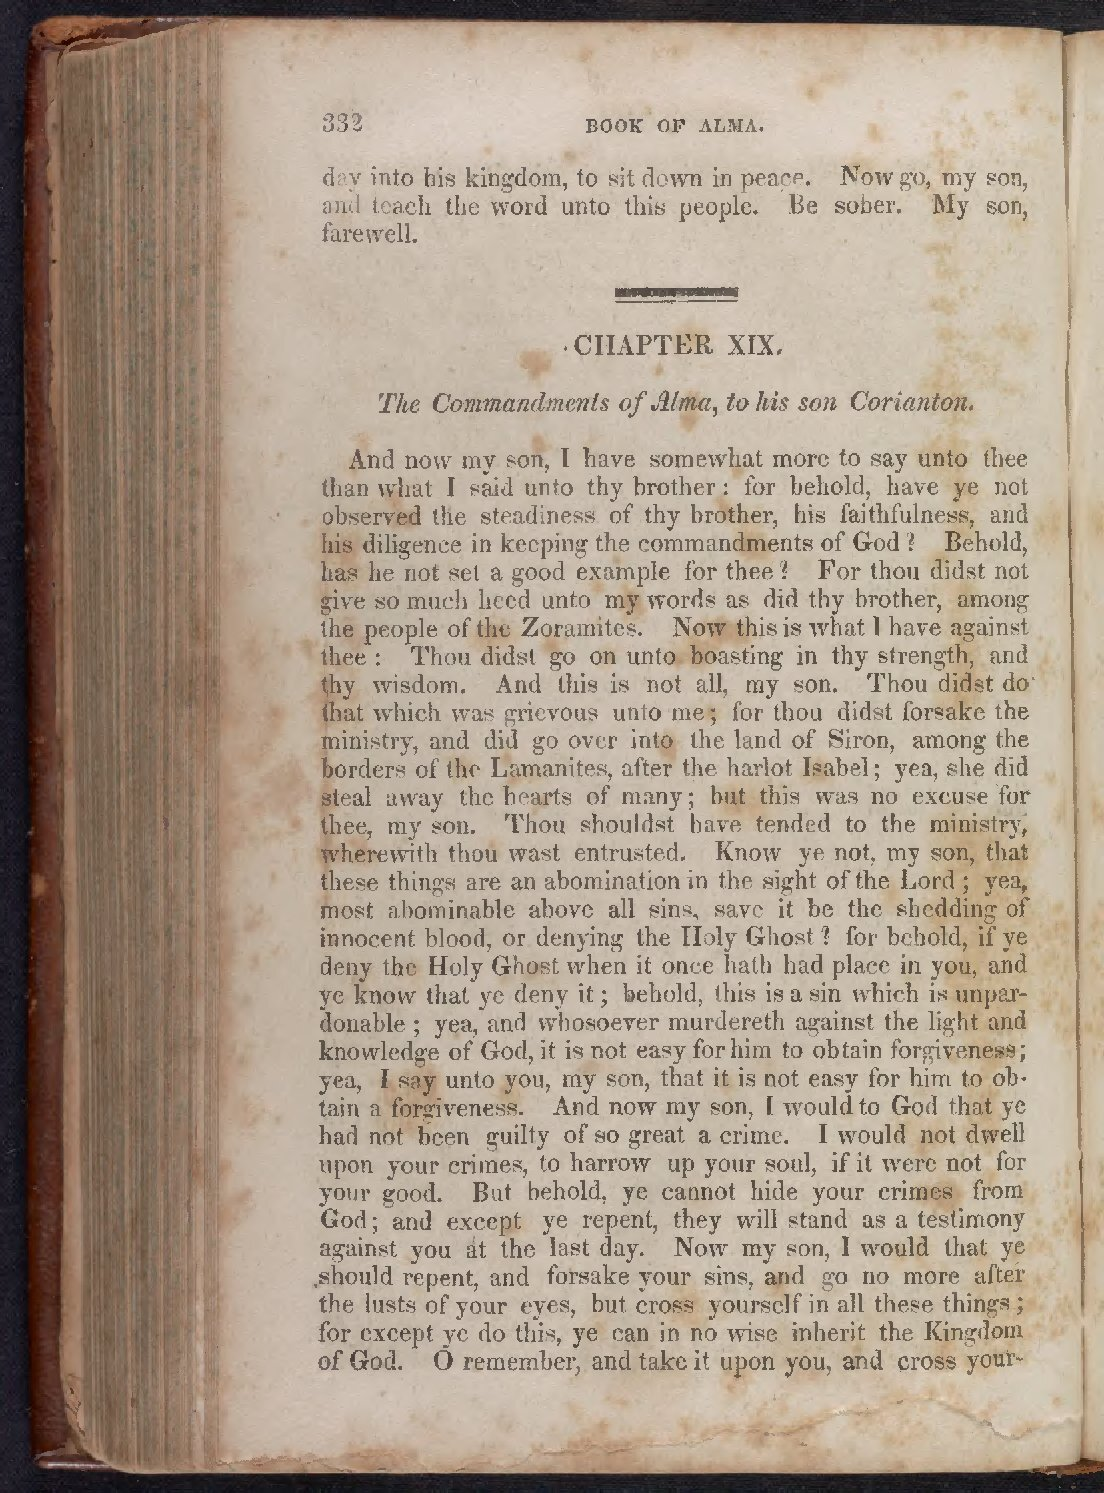 332 BOOK OF ALMA.
day into his kingdom, to sit down in peace. Now go, my son,
and teach the word unto this people. Be sober. My son,
farewell.
CHAPTER XIX.
The Commandments of Alma, to his son Corianton.
And now my son, I have somewhat more to say unto thee
than what I said unto thy brother: for behold, have ye not
observed the steadiness of thy brother, his faithfulness, and
his diligence in keeping the commandments of God? Behold,
has he not set a good example for thee? For thou didst not
give so much heed unto my words as did thy brother, among
the people of the Zoramites. Now this is what I have against
thee: Thou didst go on unto boasting in thy strength, and
thy wisdom. And this is not all, my son. Thou didst do
that which was grievous unto me; for thou didst forsake the
ministry, and did go over into the land of Siron, among the
borders of the Lamanites, after the harlot Isabel; yea, she did
steal away the hearts of many; but this was no excuse for
thee, my son. Thou shouldst have tended to the ministry,
wherewith thou wast entrusted. Know ye not, my son, that
these things are an abomination in the sight of the Lord; yea,
most abominable above all sins, save it be the shedding of
innocent blood, or denying the Holy Ghost? for behold, if ye
deny the Holy Ghost when it once hath had place in you, and
ye know that ye deny it; behold, this is a sin which is unpar-
donable; yea, and whosoever murdereth against the light and
knowledge of God, it is not easy for him to obtain forgiveness;
yea, I say unto you, my son, that it is not easy for him to ob-
tain a forgiveness. And now my son, I would to God that ye
had not been guilty of so great a crime. I would not dwell
upon your crimes, to harrow up your soul, if it were not for
your good. But behold, ye cannot hide your crimes from
God; and except ye repent, they will stand as a testimony
against you at the last day. Now my son, I would that ye
should repent, and forsake your sins, and go no more after
the lusts of your eyes, but cross yourself in all these things;
for except ye do this, ye can in no wise inherit the Kingdom
of God. O remember, and take it upon you, and cross your-